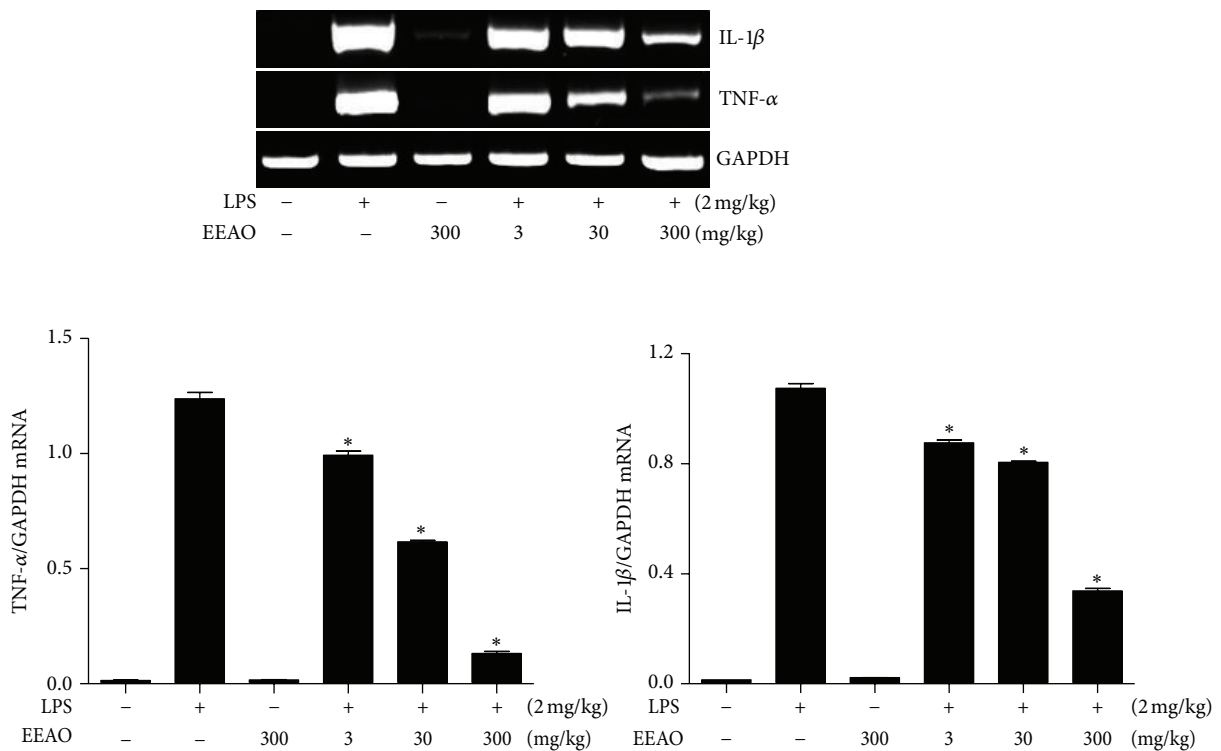 IL-1β
TNF-α
GAPDH
LPS − + − + + + (2 mg/kg)
EEAO − − 300 3 30 300 (mg/kg)
TNF-α/GAPDH mRNA
1.5
1.0
0.5
0.0
* * *
LPS − + − + + + (2 mg/kg)
EEAO − − 300 3 30 300 (mg/kg)
IL-1β/GAPDH mRNA
1.2
0.8
0.4
0.0
* * *
LPS − + − + + + (2 mg/kg)
EEAO − − 300 3 30 300 (mg/kg)